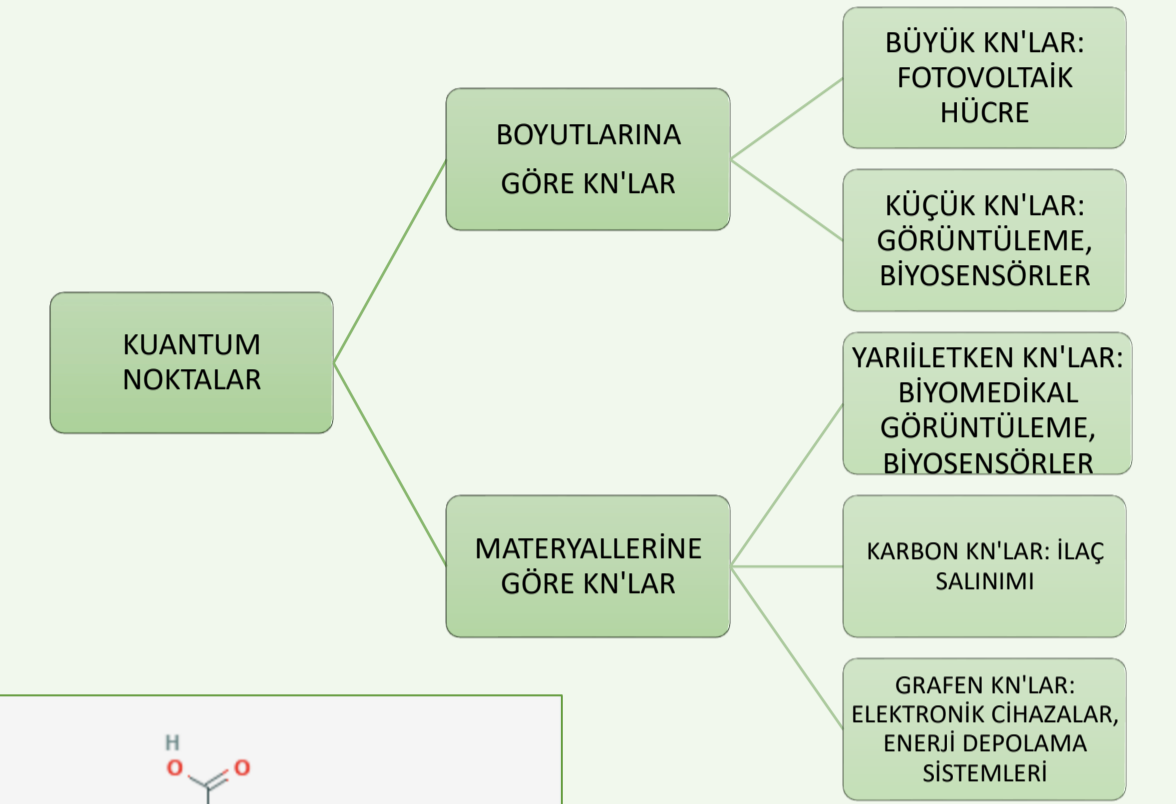 KUANTUM
NOKTALAR
BOYUTLARINA
GÖRE KN'LAR
BÜYÜK KN'LAR:
FOTOVOLTAİK
HÜCRE
KÜÇÜK KN'LAR:
GÖRÜNTÜLEME,
BİYOSENSÖRLER
MATERYALLERİNE
GÖRE KN'LAR
YARIİLETKEN KN'LAR:
BİYOMEDİKAL
GÖRÜNTÜLEME,
BİYOSENSÖRLER
KARBON KN'LAR: İLAÇ
SALINIMI
GRAFEN KN'LAR:
ELEKTRONİK CİHAZALAR,
ENERJİ DEPOLAMA
SİSTEMLERİ
H
O O